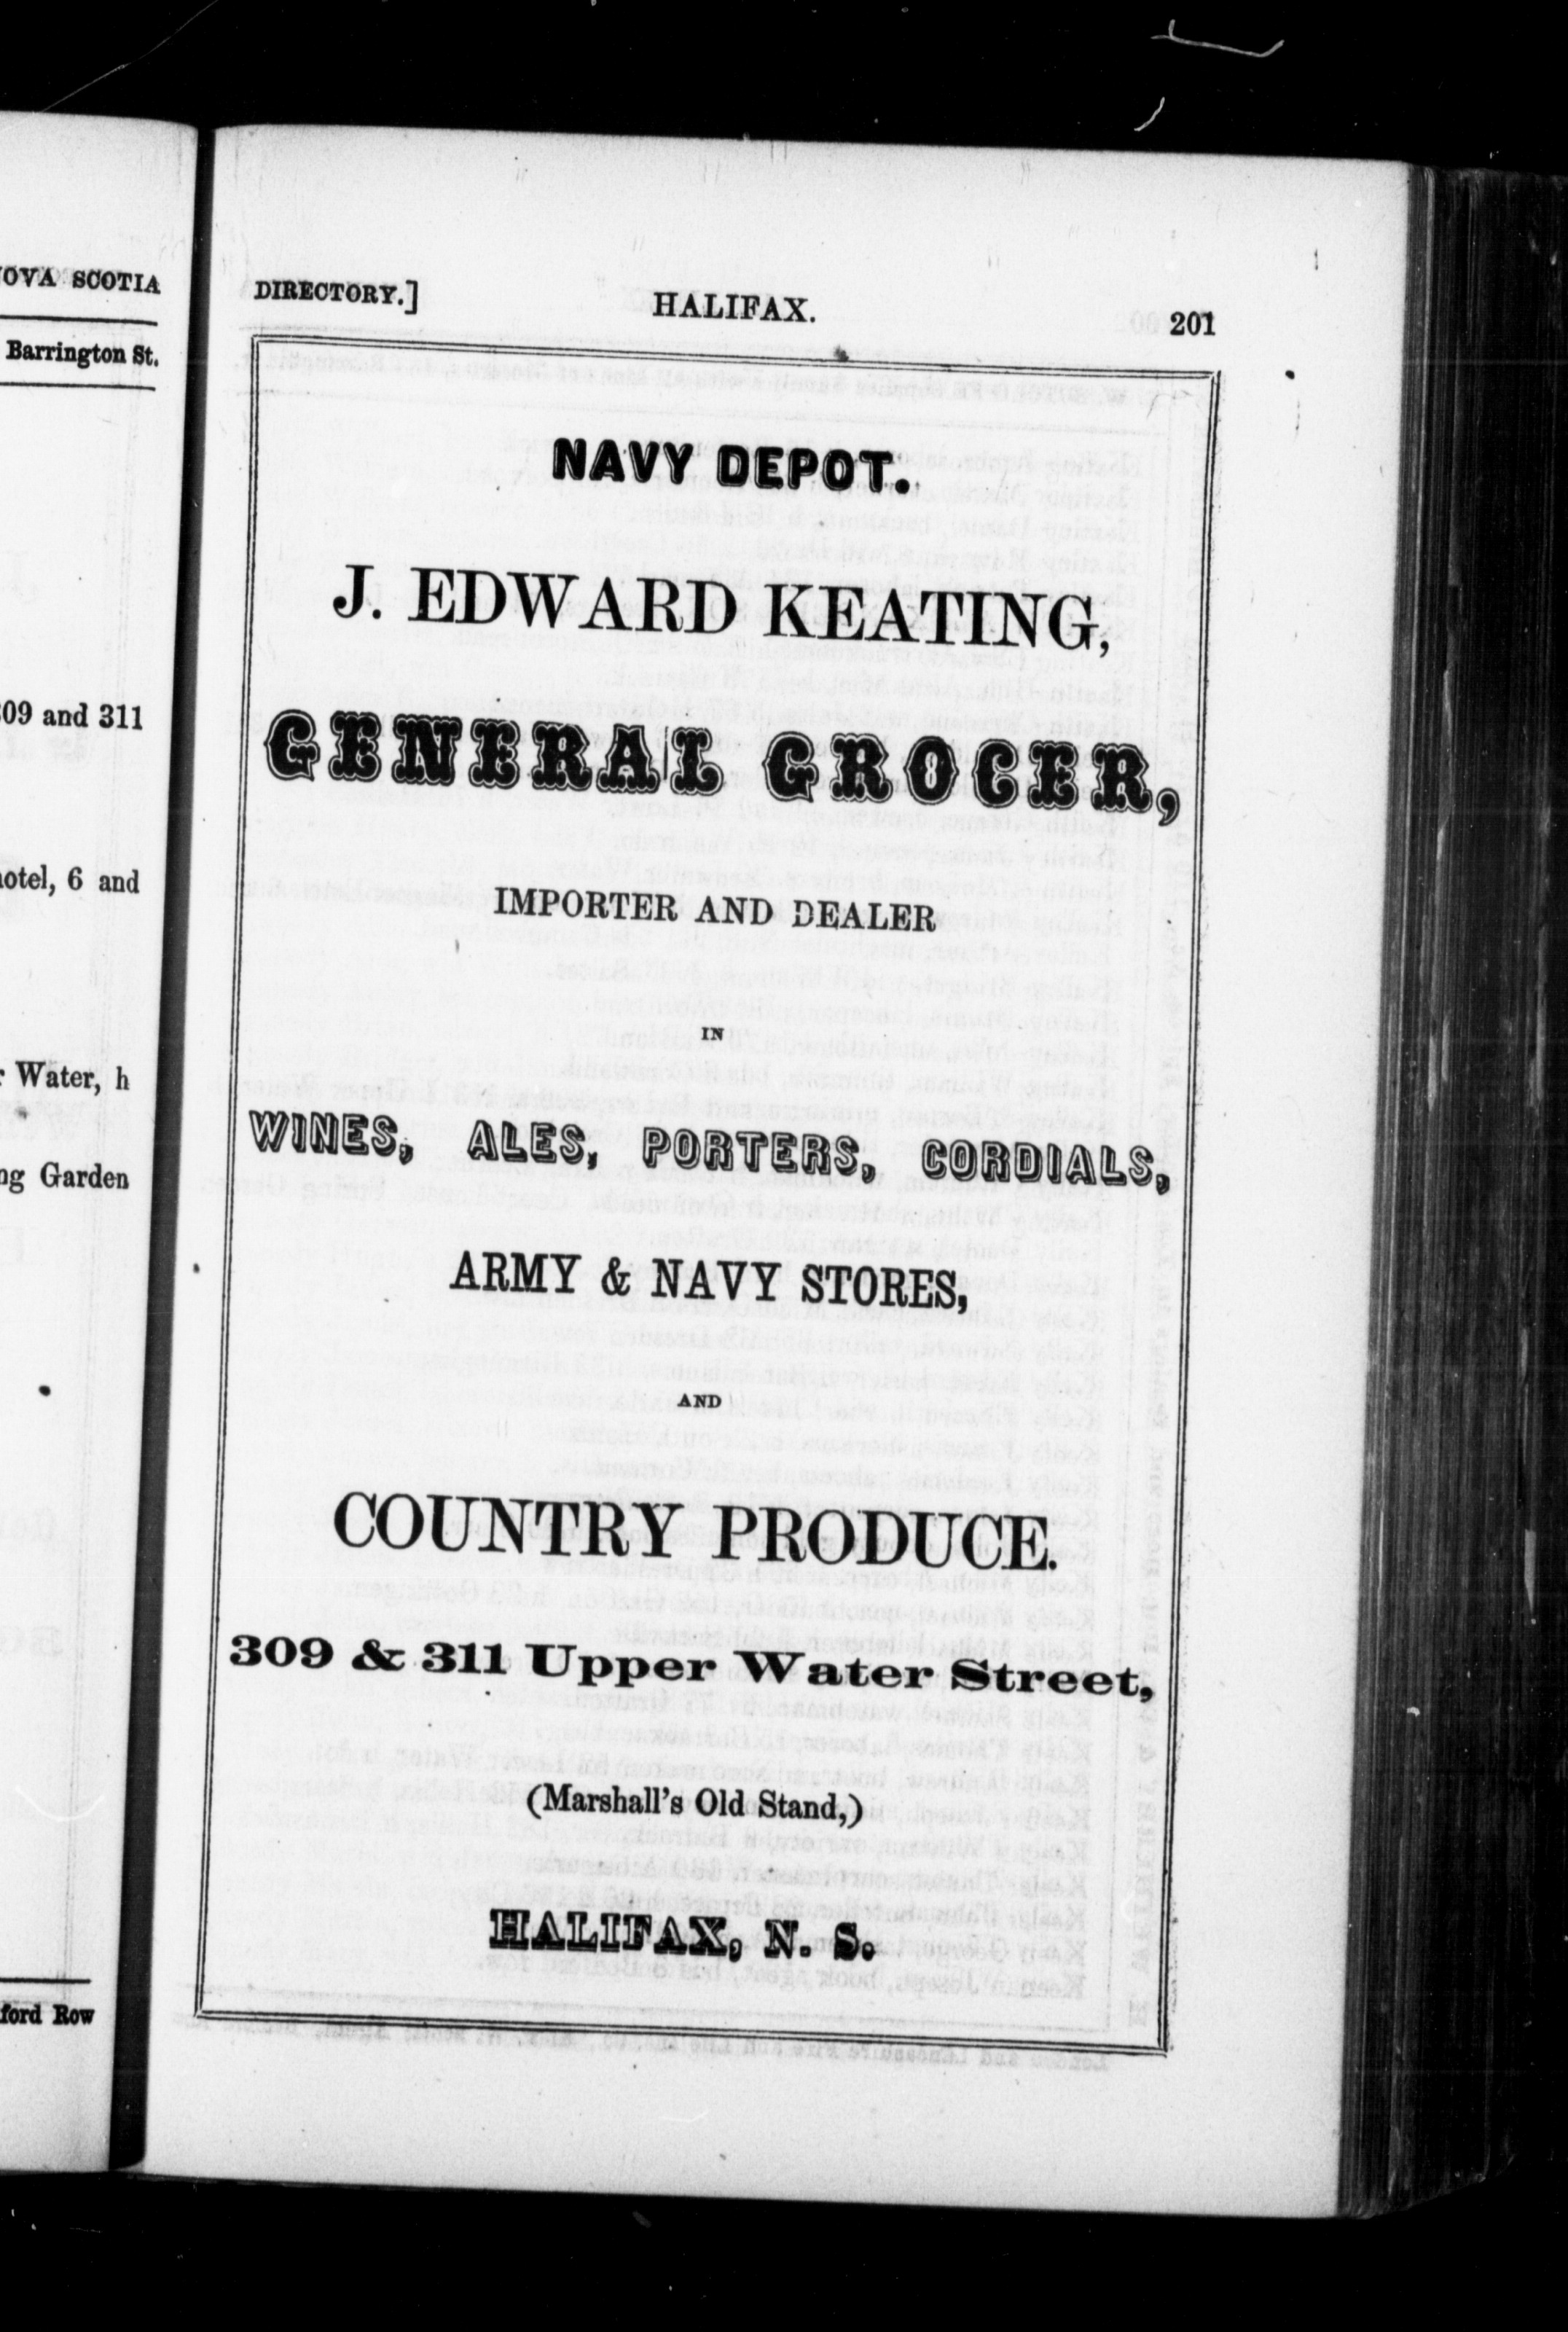 NOVA SCOTIA
Barrington St.
309 and 311
hotel, 6 and
Water, h
Garden
Row
DIRECTORY.]
HALIFAX.
201
NAVY DEPOT.
J. EDWARD KEATING,
GENERAL GROCER,
IMPORTER AND DEALER
IN
WINES, ALES, PORTERS, CORDIALS,
ARMY & NAVY STORES,
AND
COUNTRY PRODUCE.
309 & 311 Upper Water Street,
(Marshall's Old Stand,)
HALIFAX, N. S.